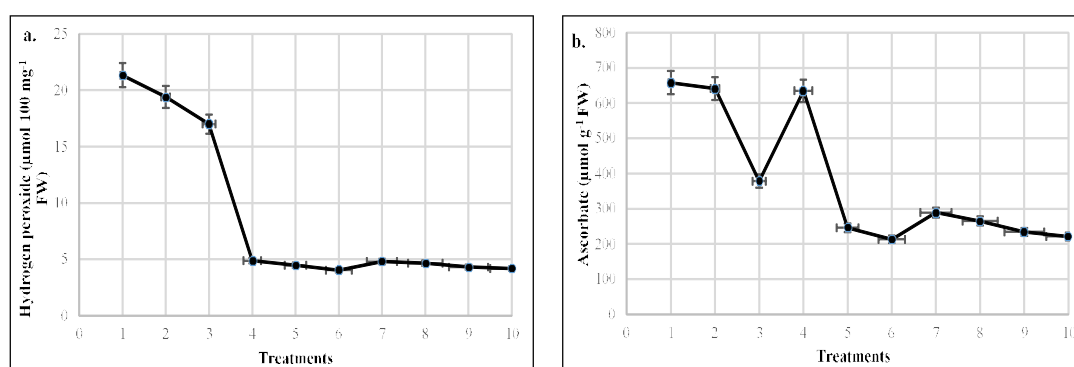 a.
Hydrogen peroxide (µmol 100 mg-1
FW)
25
20
15
10
5
0
0 1 2 3 4 5 6 7 8 9 10
Treatments
b.
Ascorbate (µmol g-1 FW)
800
700
600
500
400
300
200
100
0
0 1 2 3 4 5 6 7 8 9 10
Treatments